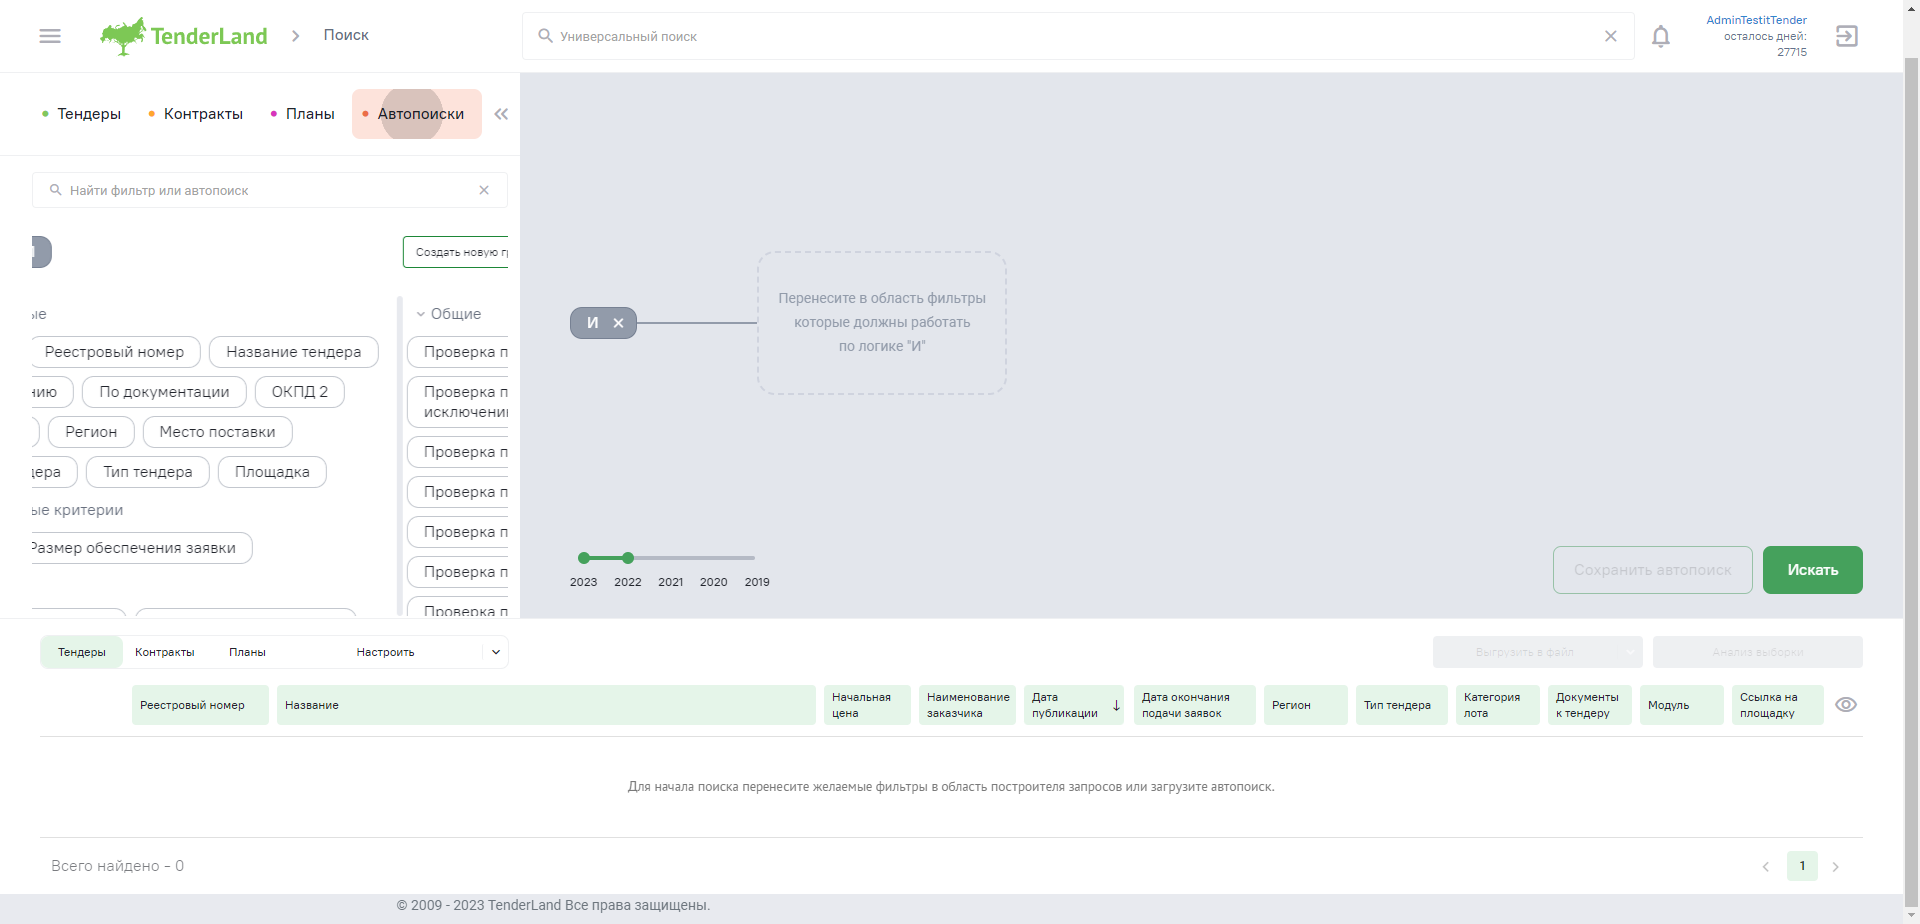 TenderLand
Поиск
Универсальный поиск
AdminTestitTender
осталось дней:
27715
Тендеры
Контракты
Планы
Автопоиски
Найти фильтр или автопоиск
Создать новую гр
ые
Общие
Реестровый номер
Название тендера
Проверка п
нию
По документации
ОКПД 2
Проверка п
исключени
Регион
Место поставки
Проверка п
дера
Тип тендера
Площадка
Проверка п
ые критерии
Проверка п
Размер обеспечения заявки
Проверка п
Проверка п
И
Перенесите в область фильтры
которые должны работать
по логике "И"
2023 2022 2021 2020 2019
Сохранить автопоиск
Искать
Тендеры
Контракты
Планы
Настроить
Выгрузить в файл
Анализ выборки
Реестровый номер
Название
Начальная
цена
Наименование
заказчика
Дата
публикации
Дата окончания
подачи заявок
Регион
Тип тендера
Категория
лота
Документы
к тендеру
Модуль
Ссылка на
площадку
Для начала поиска перенесите желаемые фильтры в область построителя запросов или загрузите автопоиск.
Всего найдено - 0
1
© 2009 - 2023 TenderLand Все права защищены.